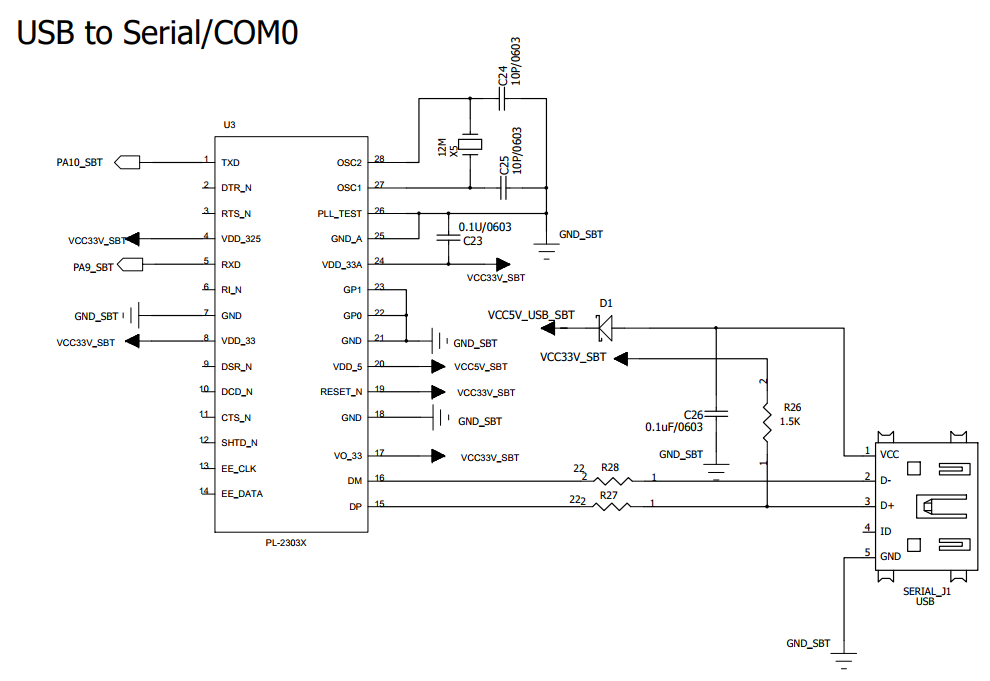 USB to Serial/COM0
C24
10P/0603
U3
12M
X5
C25
10P/0603
PA10_SBT
1 TXD
OSC2 28
2 DTR_N
OSC1 27
3 RTS_N
PLL_TEST 26
0.1U/0603
C23
GND_SBT
VCC33V_SBT
4 VDD_325
GND_A 25
PA9_SBT
5 RXD
VDD_33A 24
VCC33V_SBT
6 RI_N
GP1 23
GND_SBT
7 GND
GP0 22
VCC33V_SBT
8 VDD_33
GND 21
GND_SBT
9 DSR_N
VDD_5 20
VCC5V_SBT
10 DCD_N
RESET_N 19
VCC33V_SBT
11 CTS_N
GND 18
GND_SBT
12 SHTD_N
13 EE_CLK
VO_33 17
VCC33V_SBT
14 EE_DATA
DM 16
DP 15
PL-2303X
D1
VCC5V_USB_SBT
VCC33V_SBT
2
R26
1.5K
1
C26
0.1uF/0603
GND_SBT
22 2 R28 1
22 2 R27 1
1 VCC
2 D-
3 D+
4 ID
5 GND
SERIAL_J1
USB
GND_SBT